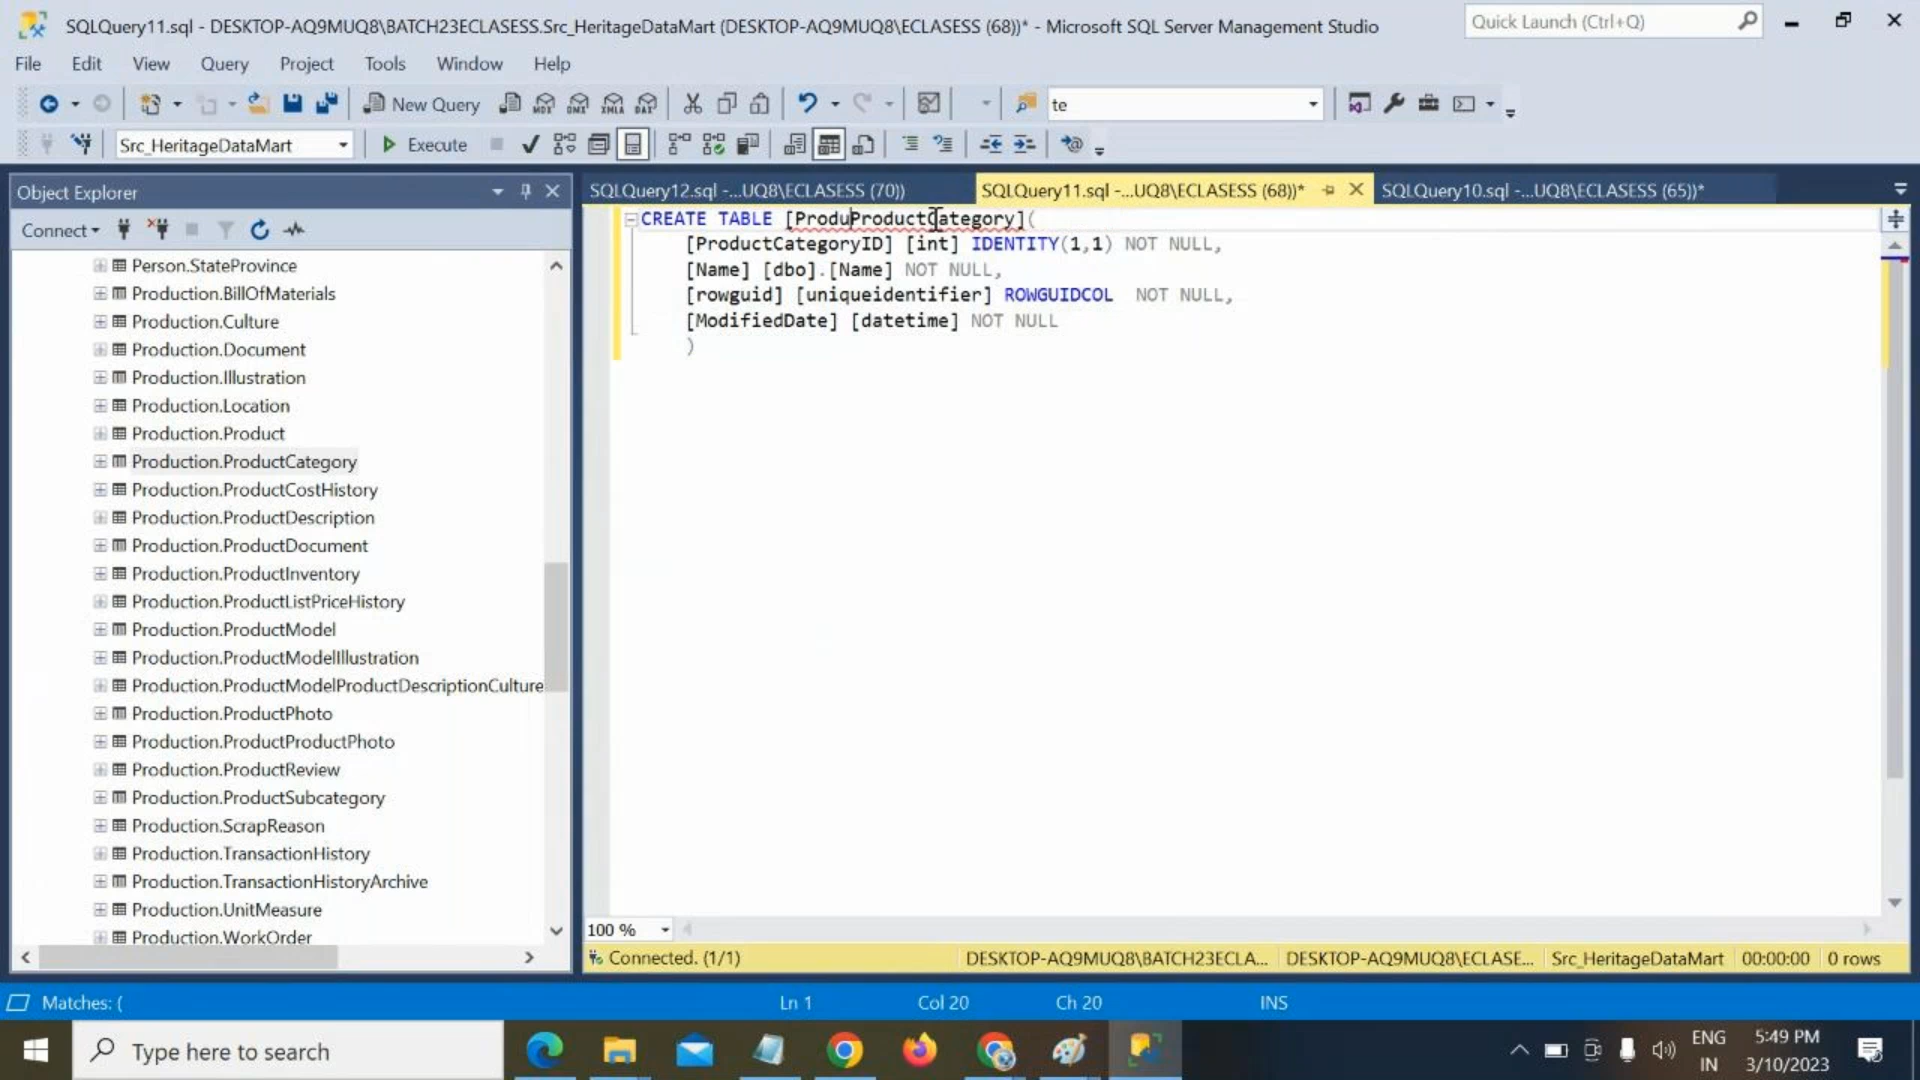 SQLQuery11.sql - DESKTOP-AQ9MUQ8\BATCH23ECLASESS.Src_HeritageDataMart (DESKTOP-AQ9MUQ8\ECLASESS (68))* - Microsoft SQL Server Management Studio
Quick Launch (Ctrl+Q)
File Edit View Query Project Tools Window Help
New Query
MDX DMX XMLA DAX
te
Src_HeritageDataMart
Execute
Object Explorer
SQLQuery12.sql -...UQ8\ECLASESS (70))
SQLQuery11.sql -...UQ8\ECLASESS (68))*
SQLQuery10.sql -...UQ8\ECLASESS (65))*
Connect
Person.StateProvince
Production.BillOfMaterials
Production.Culture
Production.Document
Production.Illustration
Production.Location
Production.Product
Production.ProductCategory
Production.ProductCostHistory
Production.ProductDescription
Production.ProductDocument
Production.ProductInventory
Production.ProductListPriceHistory
Production.ProductModel
Production.ProductModelIllustration
Production.ProductModelProductDescriptionCulture
Production.ProductPhoto
Production.ProductProductPhoto
Production.ProductReview
Production.ProductSubcategory
Production.ScrapReason
Production.TransactionHistory
Production.TransactionHistoryArchive
Production.UnitMeasure
Production.WorkOrder
CREATE TABLE [ProduProductCategory](
[ProductCategoryID] [int] IDENTITY(1,1) NOT NULL,
[Name] [dbo].[Name] NOT NULL,
[rowguid] [uniqueidentifier] ROWGUIDCOL NOT NULL,
[ModifiedDate] [datetime] NOT NULL
)
100 %
Connected. (1/1)
DESKTOP-AQ9MUQ8\BATCH23ECLA...
DESKTOP-AQ9MUQ8\ECLASE...
Src_HeritageDataMart
00:00:00
0 rows
Matches: (
Ln 1
Col 20
Ch 20
INS
Type here to search
ENG
IN
5:49 PM
3/10/2023